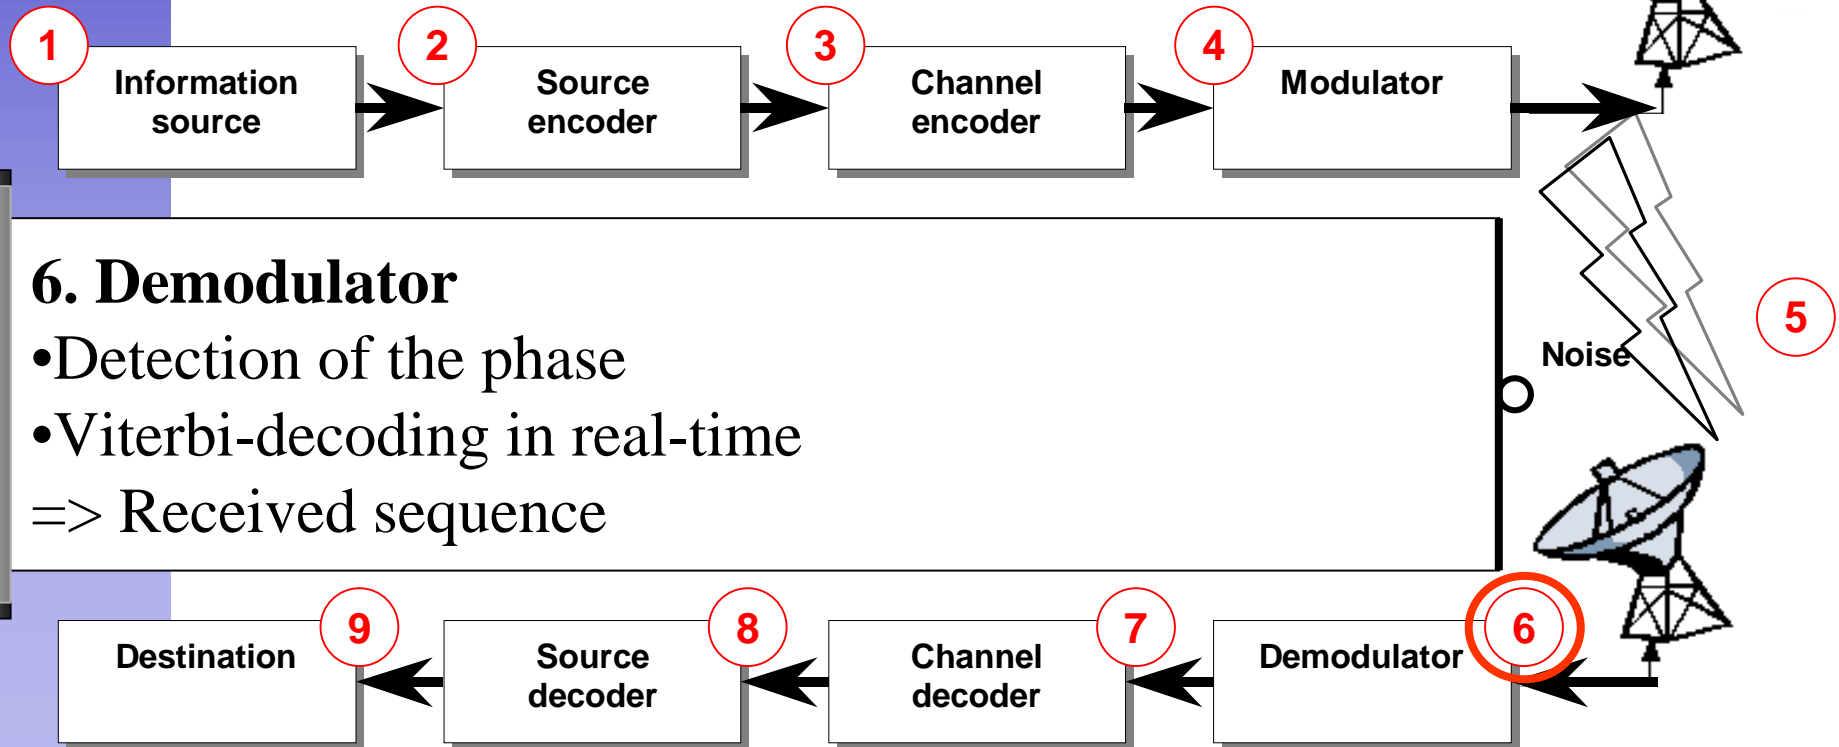 1
Information
source
2
Source
encoder
3
Channel
encoder
4
Modulator
6. Demodulator
•Detection of the phase
•Viterbi-decoding in real-time
=> Received sequence
Noise
5
Destination
9
Source
decoder
8
Channel
decoder
7
Demodulator
6